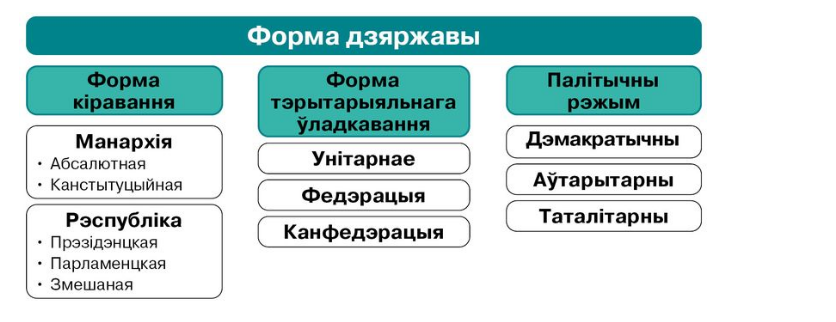 Форма дзяржавы
Форма
кіравання
Манархія
• Абсалютная
• Канстытуцыйная
Рэспубліка
• Прэзідэнцкая
• Парламенцкая
• Змешаная
Форма
тэрытарыяльнага
ўладкавання
Унітарнае
Федэрацыя
Канфедэрацыя
Палітычны
рэжым
Дэмакратычны
Аўтарытарны
Таталітарны